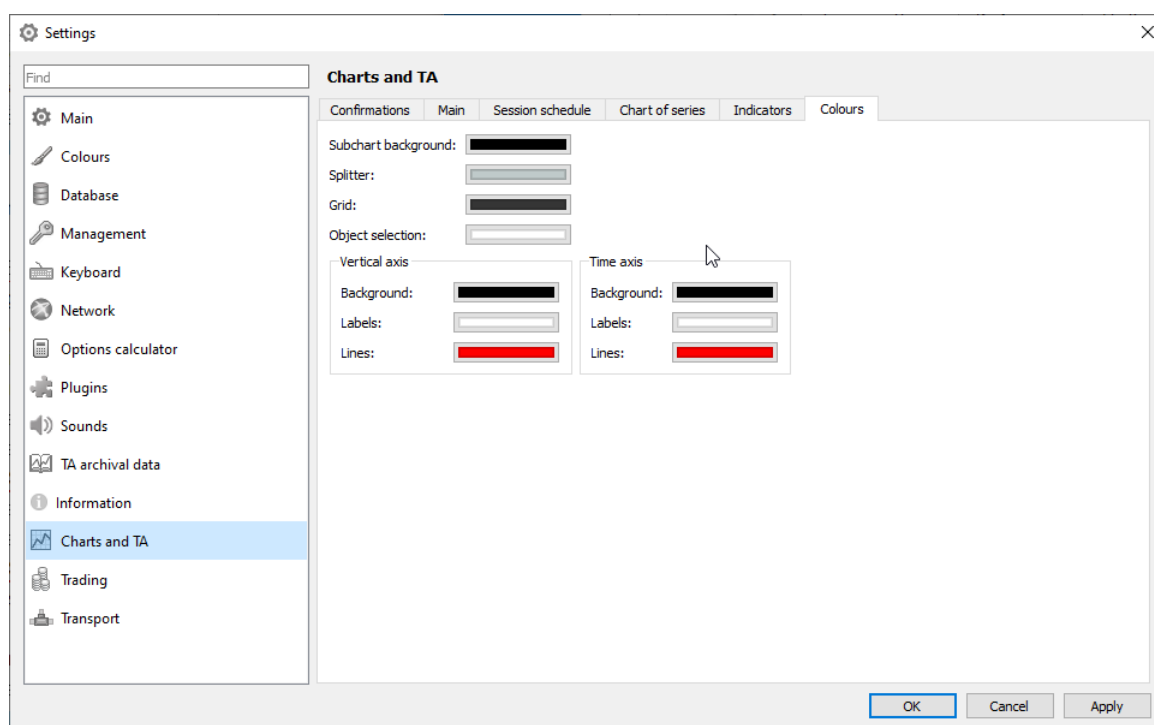 Settings
Find
Main
Colours
Database
Management
Keyboard
Network
Options calculator
Plugins
Sounds
TA archival data
Information
Charts and TA
Trading
Transport
Charts and TA
Confirmations Main Session schedule Chart of series Indicators Colours
Subchart background:
Splitter:
Grid:
Object selection:
Vertical axis
Background:
Labels:
Lines:
Time axis
Background:
Labels:
Lines:
OK Cancel Apply